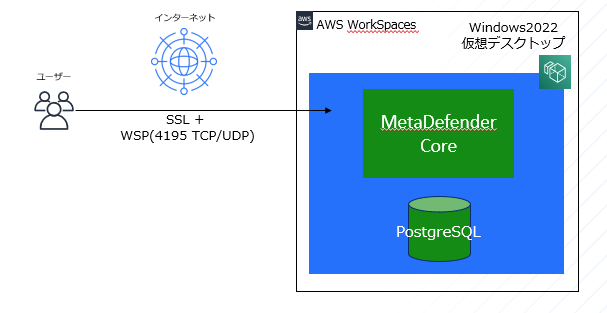 インターネット
aws
AWS WorkSpaces
Windows2022
仮想デスクトップ
ユーザー
SSL +
WSP(4195 TCP/UDP)
MetaDefender
Core
PostgreSQL